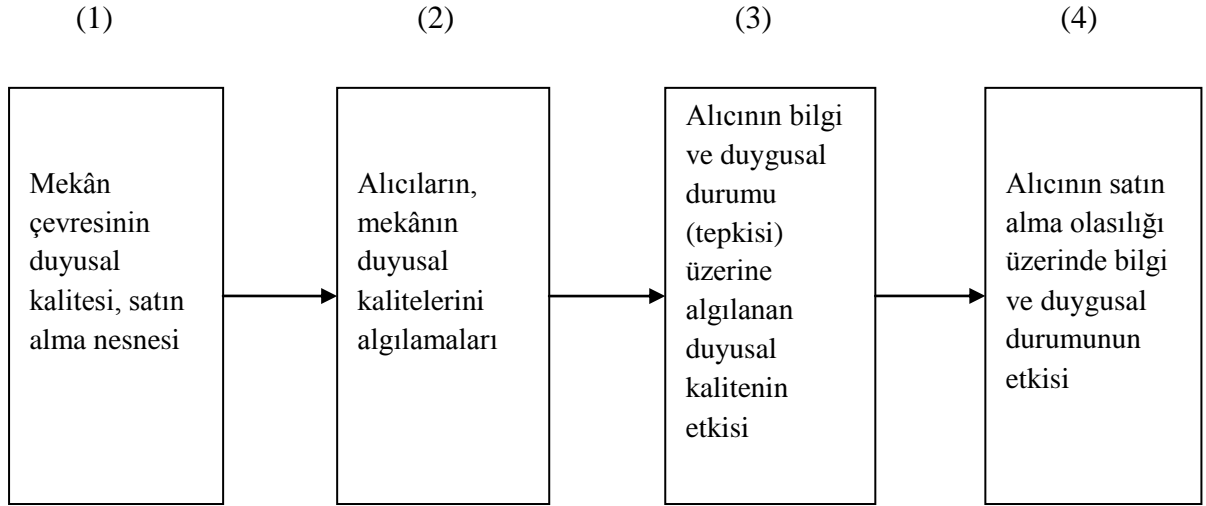 (1)
(2)
(3)
(4)
Mekân
çevresinin
duyusal
kalitesi, satın
alma nesnesi
Alıcıların,
mekânın
duyusal
kalitelerini
algılamaları
Alıcının bilgi
ve duygusal
durumu
(tepkisi)
üzerine
algılanan
duyusal
kalitenin
etkisi
Alıcının satın
alma olasılığı
üzerinde bilgi
ve duygusal
durumunun
etkisi